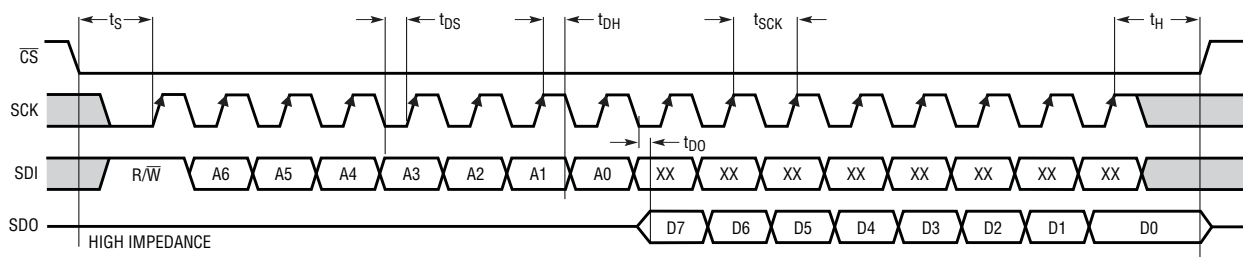 tS tDS tDH tSCK tH
C̅S̅
SCK
tDO
SDI R/W̅ A6 A5 A4 A3 A2 A1 A0 XX XX XX XX XX XX XX XX
SDO D7 D6 D5 D4 D3 D2 D1 D0
HIGH IMPEDANCE